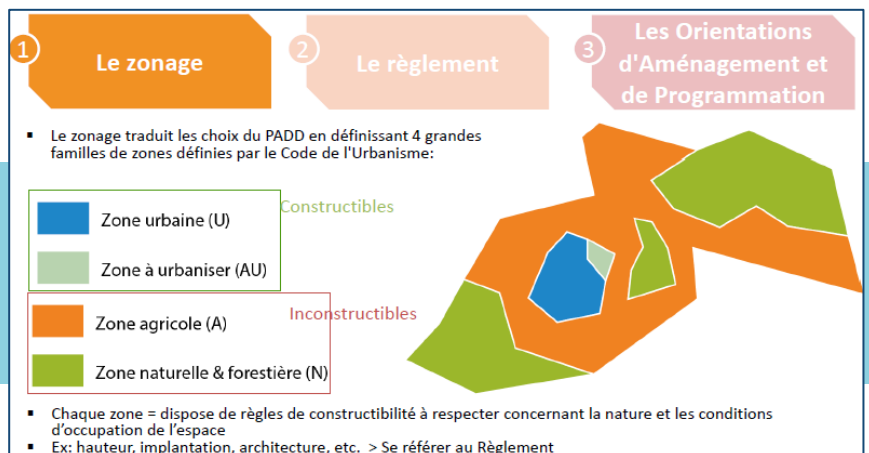 1
Le zonage
2
Le règlement
3
Les Orientations
d'Aménagement et
de Programmation
▪ Le zonage traduit les choix du PADD en définissant 4 grandes
familles de zones définies par le Code de l'Urbanisme:
Constructibles
Zone urbaine (U)
Zone à urbaniser (AU)
Inconstructibles
Zone agricole (A)
Zone naturelle & forestière (N)
▪ Chaque zone = dispose de règles de constructibilité à respecter concernant la nature et les conditions
d’occupation de l’espace
▪ Ex: hauteur, implantation, architecture, etc. > Se référer au Règlement